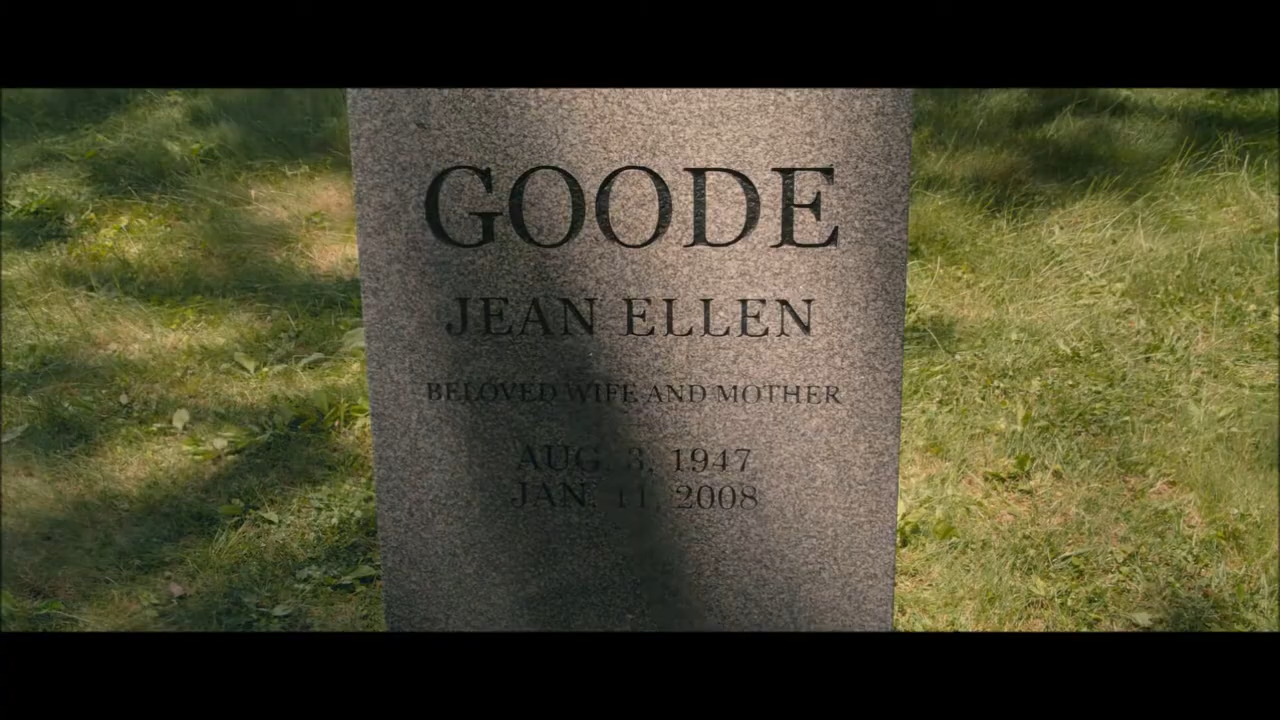 GOODE
JEAN ELLEN
BELOVED WIFE AND MOTHER
AUG. 3, 1947
JAN. 11, 2008